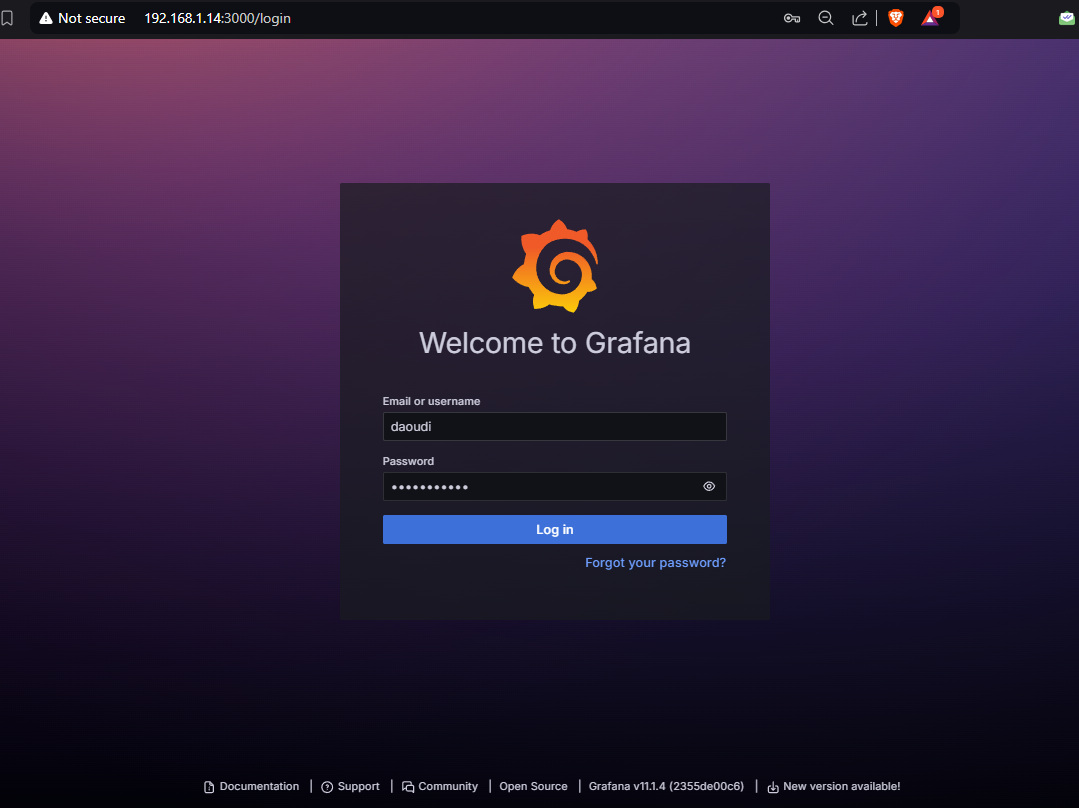 Not secure 192.168.1.14:3000/login
1
Welcome to Grafana
Email or username
daoudi
Password
•••••••••••
Log in
Forgot your password?
Documentation | Support | Community | Open Source | Grafana v11.1.4 (2355de00c6) | New version available!